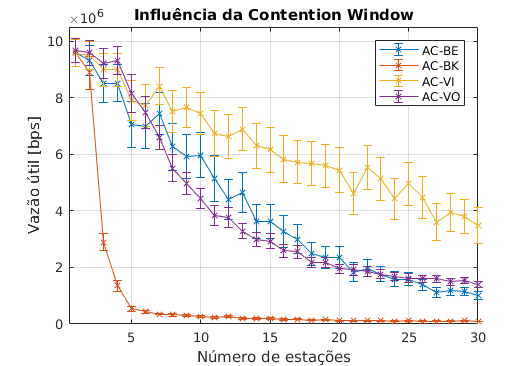 Influência da Contention Window
×10⁶
10
8
6
4
2
0
Vazão útil [bps]
AC-BE
AC-BK
AC-VI
AC-VO
5 10 15 20 25 30
Número de estações